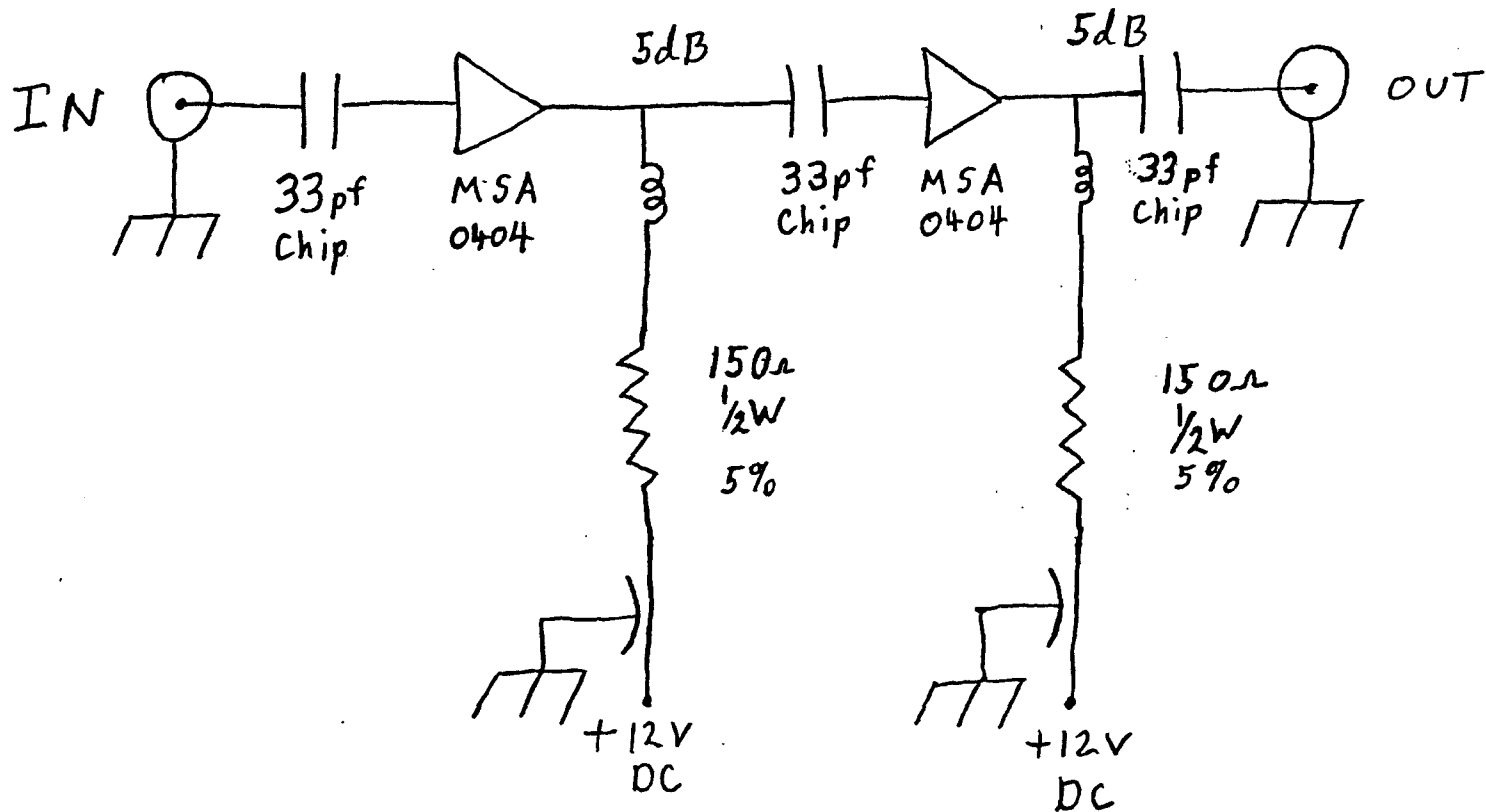 5dB
5dB
IN
OUT
33pf
Chip
MSA
0404
33pf
Chip
MSA
0404
33pf
Chip
150Ω
1/2W
5%
150Ω
1/2W
5%
+12V
DC
+12V
DC